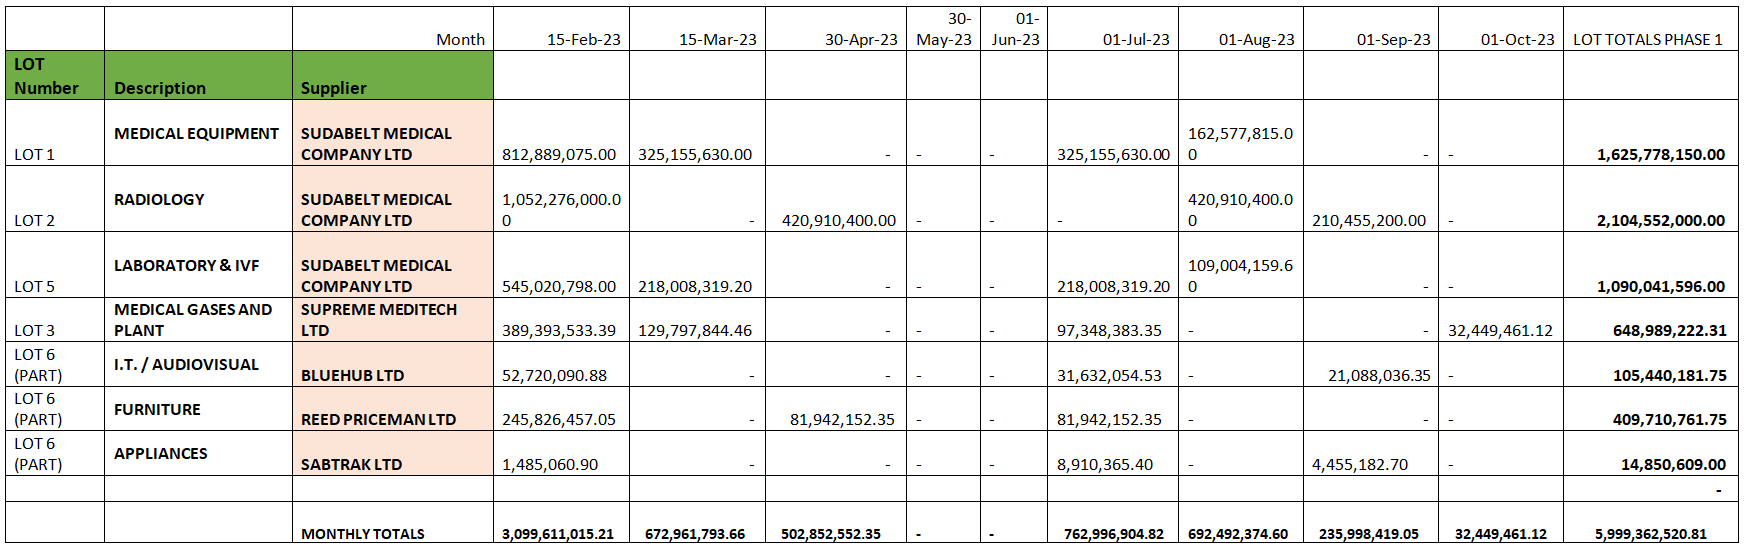 Month 15-Feb-23 15-Mar-23 30-Apr-23 30-May-23 01-Jun-23 01-Jul-23 01-Aug-23 01-Sep-23 01-Oct-23 LOT TOTALS PHASE 1
LOT Number Description Supplier
LOT 1 MEDICAL EQUIPMENT SUDABELT MEDICAL COMPANY LTD 812,889,075.00 325,155,630.00 - - - 325,155,630.00 162,577,815.00 - - 1,625,778,150.00
LOT 2 RADIOLOGY SUDABELT MEDICAL COMPANY LTD 1,052,276,000.00 - 420,910,400.00 - - - 420,910,400.00 210,455,200.00 - 2,104,552,000.00
LOT 5 LABORATORY & IVF SUDABELT MEDICAL COMPANY LTD 545,020,798.00 218,008,319.20 - - - 218,008,319.20 109,004,159.60 - - 1,090,041,596.00
LOT 3 MEDICAL GASES AND PLANT SUPREME MEDITECH LTD 389,393,533.39 129,797,844.46 - - - 97,348,383.35 - - 32,449,461.12 648,989,222.31
LOT 6 (PART) I.T. / AUDIOVISUAL BLUEHUB LTD 52,720,090.88 - - - - 31,632,054.53 - 21,088,036.35 - 105,440,181.75
LOT 6 (PART) FURNITURE REED PRICEMAN LTD 245,826,457.05 - 81,942,152.35 - - 81,942,152.35 - - - 409,710,761.75
LOT 6 (PART) APPLIANCES SABTRAK LTD 1,485,060.90 - - - - 8,910,365.40 - 4,455,182.70 - 14,850,609.00
-
MONTHLY TOTALS 3,099,611,015.21 672,961,793.66 502,852,552.35 - - 762,996,904.82 692,492,374.60 235,998,419.05 32,449,461.12 5,999,362,520.81